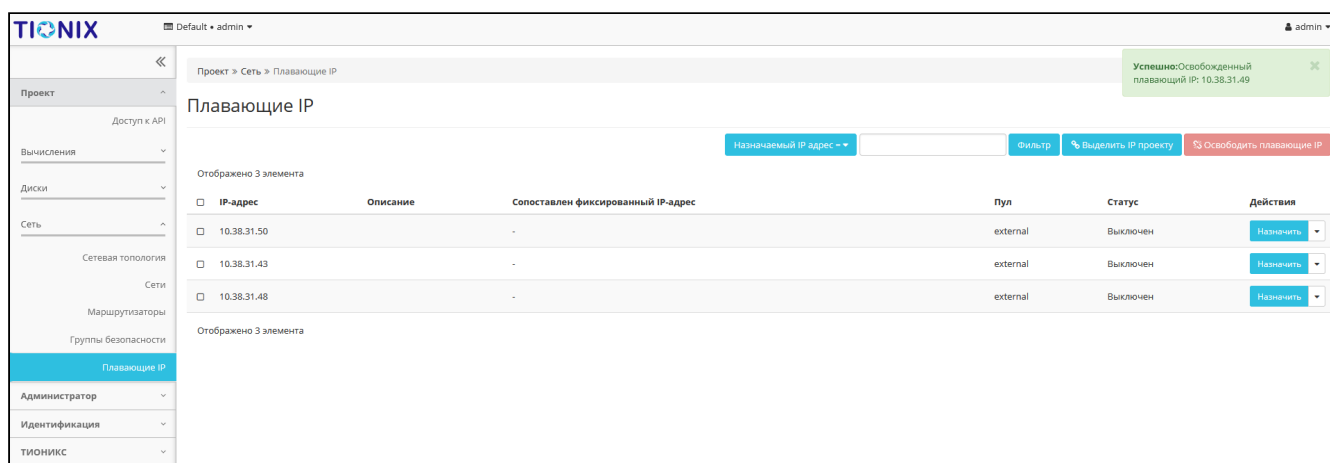 TIONIX
Default • admin
admin
Проект » Сеть » Плавающие IP
Успешно:Освобожденный
плавающий IP: 10.38.31.49
Проект
Доступ к API
Вычисления
Диски
Сеть
Сетевая топология
Сети
Маршрутизаторы
Группы безопасности
Плавающие IP
Администратор
Идентификация
ТИОНИКС
Плавающие IP
Назначаемый IP адрес =
Фильтр
Выделить IP проекту
Освободить плавающие IP
Отображено 3 элемента
IP-адрес Описание Сопоставлен фиксированный IP-адрес Пул Статус Действия
10.38.31.50 - external Выключен Назначить
10.38.31.43 - external Выключен Назначить
10.38.31.48 - external Выключен Назначить
Отображено 3 элемента